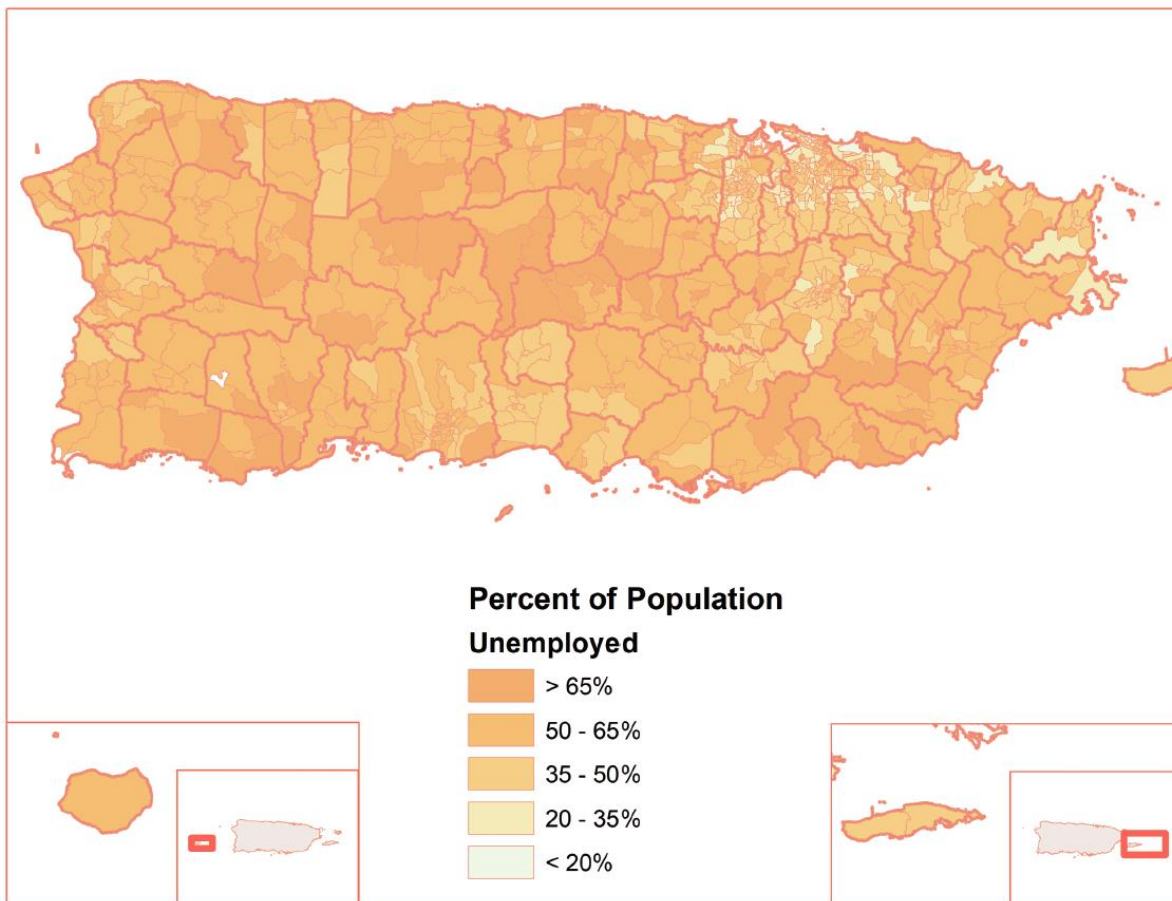 Percent of Population
Unemployed
> 65%
50 - 65%
35 - 50%
20 - 35%
< 20%